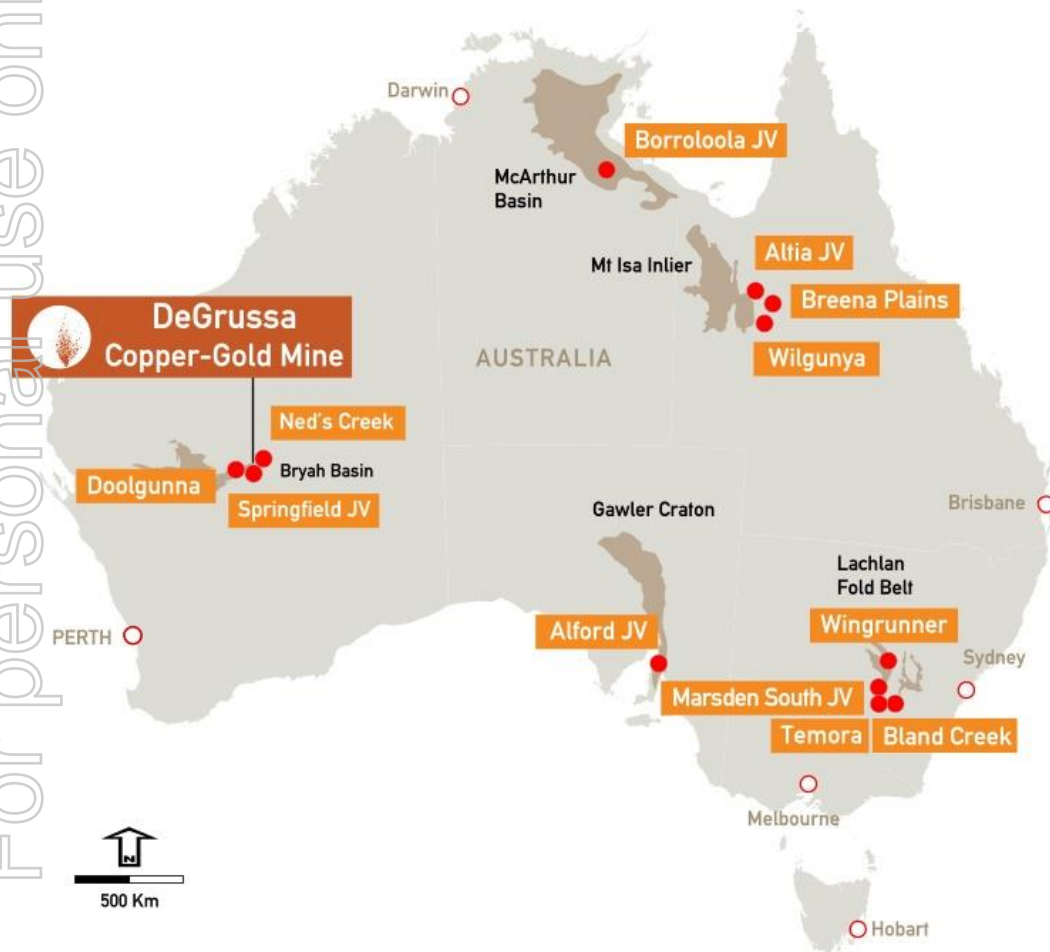 For personal use onl
Darwin
Borroloola JV
McArthur
Basin
Mt Isa Inlier
Altia JV
Breena Plains
Wilgunya
DeGrussa
Copper-Gold Mine
AUSTRALIA
Ned's Creek
Bryah Basin
Doolgunna
Springfield JV
Gawler Craton
Brisbane
Lachlan
Fold Belt
Wingrunner
Alford JV
PERTH
Sydney
Marsden South JV
Temora
Bland Creek
Melbourne
N
500 Km
Hobart